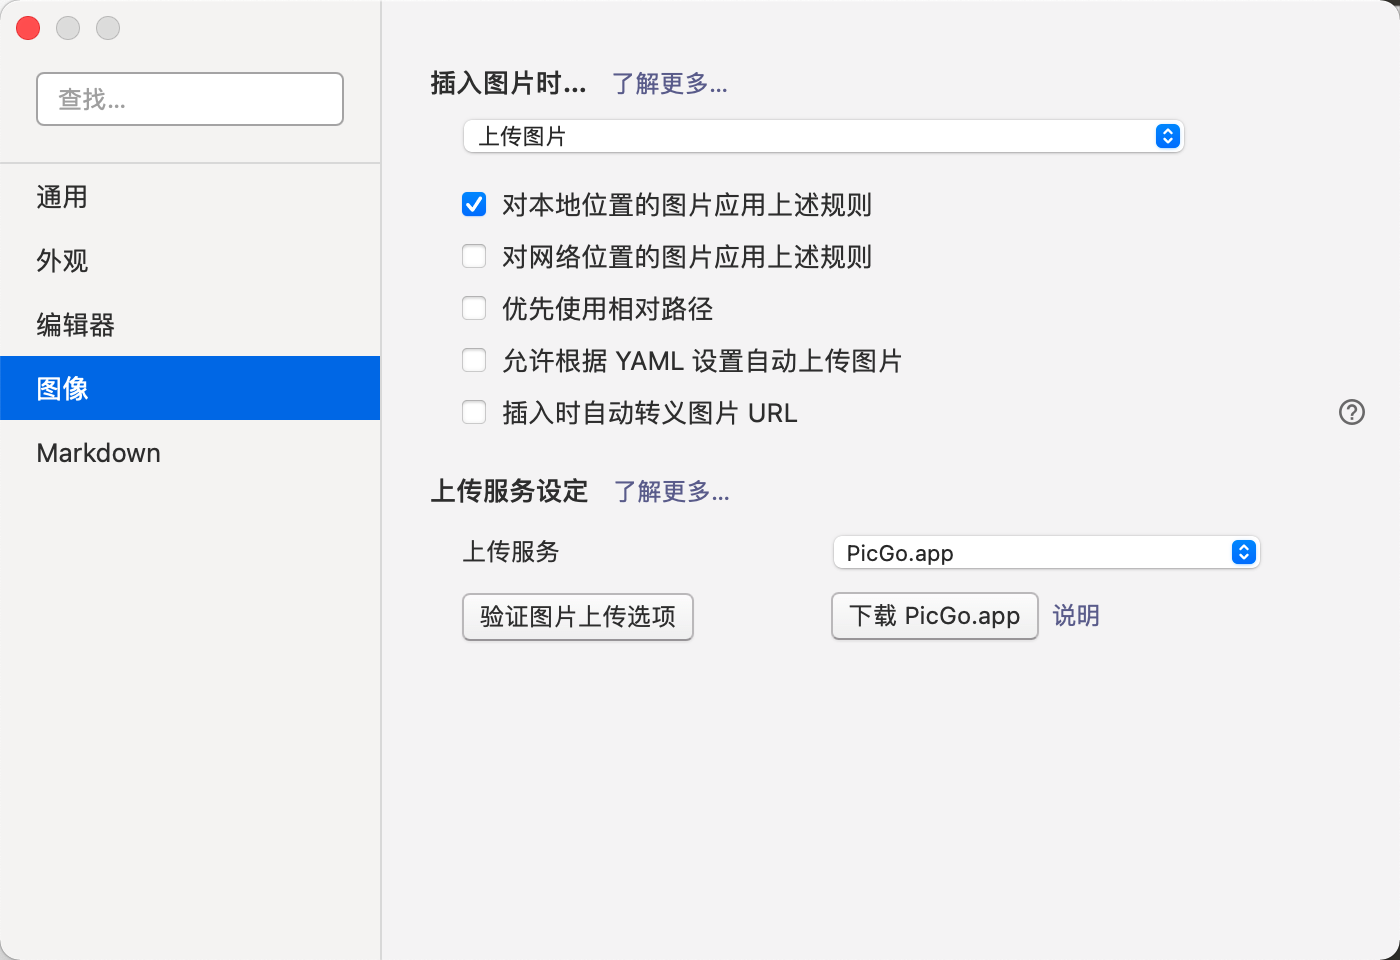 查找...
通用
外观
编辑器
图像
Markdown
插入图片时... 了解更多...
上传图片
对本地位置的图片应用上述规则
对网络位置的图片应用上述规则
优先使用相对路径
允许根据 YAML 设置自动上传图片
插入时自动转义图片 URL
上传服务设定 了解更多...
上传服务 PicGo.app
验证图片上传选项 下载 PicGo.app 说明